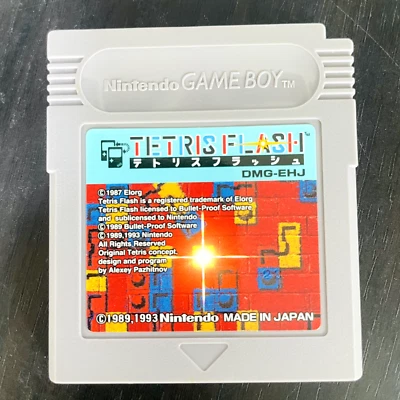 Nintendo GAME BOY™
TETRIS FLASH™
テトリスフラッシュ
DMG-EHJ
©1987 Elorg
Tetris Flash is a registered trademark of Elorg
Tetris Flash licensed to Bullet-Proof Software
and sublicensed to Nintendo.
©1989 Bullet-Proof Software
©1989,1993 Nintendo
All Rights Reserved
Original Tetris concept,
design and program
by Alexey Pazhitnov
©1989,1993 Nintendo MADE IN JAPAN